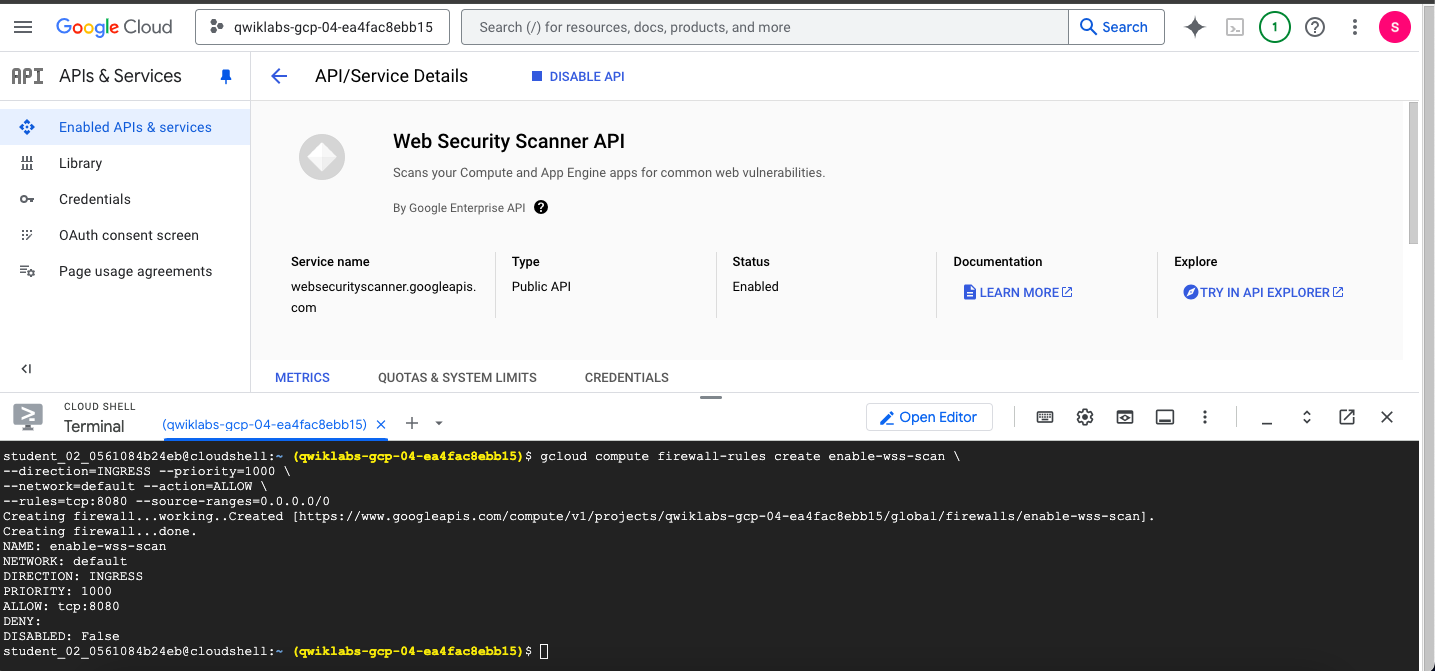 Google Cloud
qwiklabs-gcp-04-ea4fac8ebb15
Search (/) for resources, docs, products, and more
Search
1
S
API APIs & Services
API/Service Details
DISABLE API
Enabled APIs & services
Library
Credentials
OAuth consent screen
Page usage agreements
Web Security Scanner API
Scans your Compute and App Engine apps for common web vulnerabilities.
By Google Enterprise API
Service name
websecurityscanner.googleapis.
com
Type
Public API
Status
Enabled
Documentation
LEARN MORE
Explore
TRY IN API EXPLORER
METRICS
QUOTAS & SYSTEM LIMITS
CREDENTIALS
CLOUD SHELL
Terminal
(qwiklabs-gcp-04-ea4fac8ebb15)
Open Editor
student_02_0561084b24eb@cloudshell:~ (qwiklabs-gcp-04-ea4fac8ebb15)$ gcloud compute firewall-rules create enable-wss-scan \
--direction=INGRESS --priority=1000 \
--network=default --action=ALLOW \
--rules=tcp:8080 --source-ranges=0.0.0.0/0
Creating firewall...working..Created [https://www.googleapis.com/compute/v1/projects/qwiklabs-gcp-04-ea4fac8ebb15/global/firewalls/enable-wss-scan].
Creating firewall...done.
NAME: enable-wss-scan
NETWORK: default
DIRECTION: INGRESS
PRIORITY: 1000
ALLOW: tcp:8080
DENY:
DISABLED: False
student_02_0561084b24eb@cloudshell:~ (qwiklabs-gcp-04-ea4fac8ebb15)$